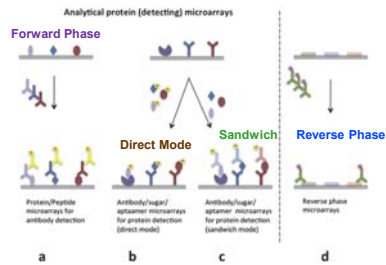 Analytical protein (detecting) microarrays
Forward Phase
Direct Mode
Sandwich
Reverse Phase
Protein/Peptide
microarrays for
antibody detection
Antibody/sugar/
aptaamer microarrays
for protein detection
(direct mode)
Antibody/sugar/
aptamer microarrays
for protein detection
(sandwich mode)
Reverse phase
microarrays
a
b
c
d